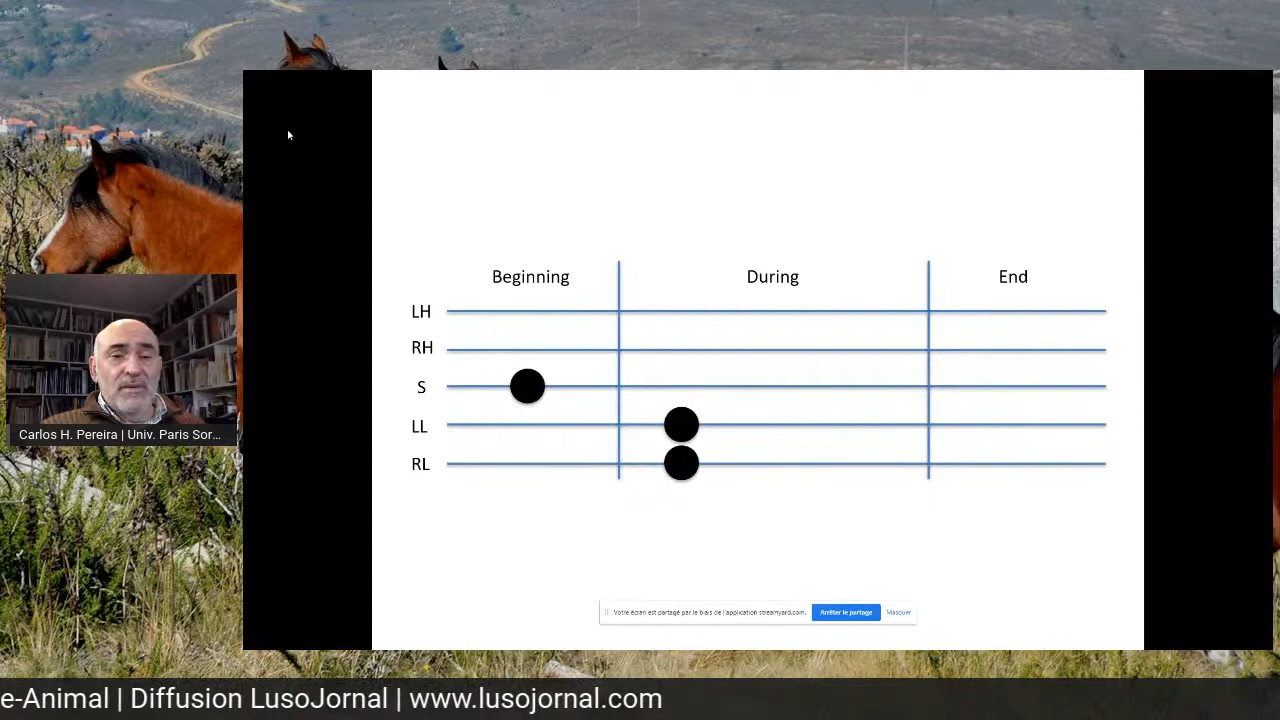 Beginning During End
LH
RH
S
LL
RL
Carlos H. Pereira | Univ. Paris Sor...
Votre écran est partagé par le biais de l'application streamyard.com. Arrêter le partage Masquer
e-Animal | Diffusion LusoJornal | www.lusojornal.com